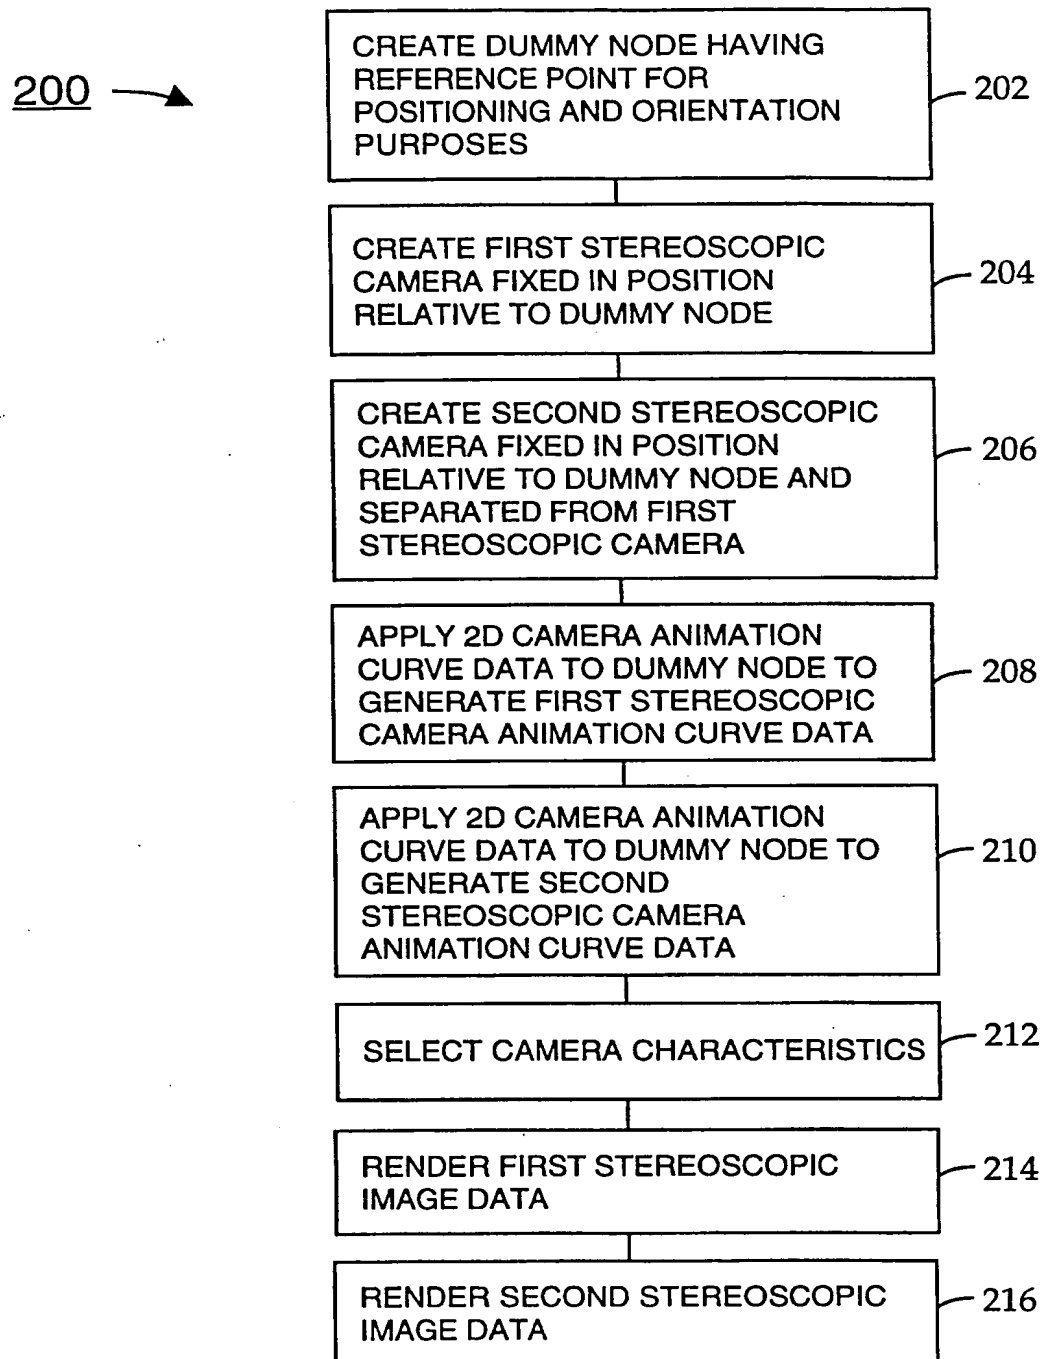 200
CREATE DUMMY NODE HAVING
REFERENCE POINT FOR
POSITIONING AND ORIENTATION
PURPOSES
202
CREATE FIRST STEREOSCOPIC
CAMERA FIXED IN POSITION
RELATIVE TO DUMMY NODE
204
CREATE SECOND STEREOSCOPIC
CAMERA FIXED IN POSITION
RELATIVE TO DUMMY NODE AND
SEPARATED FROM FIRST
STEREOSCOPIC CAMERA
206
APPLY 2D CAMERA ANIMATION
CURVE DATA TO DUMMY NODE TO
GENERATE FIRST STEREOSCOPIC
CAMERA ANIMATION CURVE DATA
208
APPLY 2D CAMERA ANIMATION
CURVE DATA TO DUMMY NODE TO
GENERATE SECOND
STEREOSCOPIC CAMERA
ANIMATION CURVE DATA
210
SELECT CAMERA CHARACTERISTICS
212
RENDER FIRST STEREOSCOPIC
IMAGE DATA
214
RENDER SECOND STEREOSCOPIC
IMAGE DATA
216